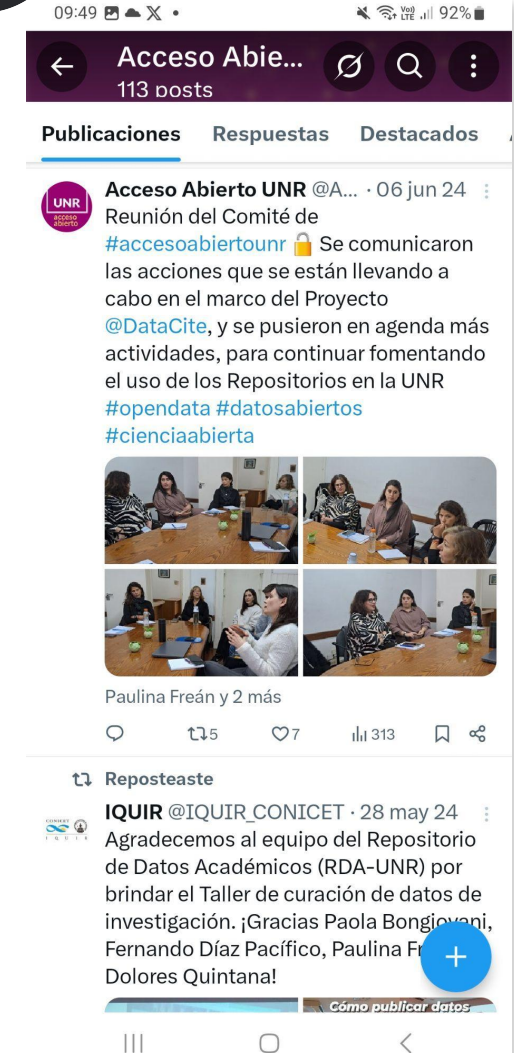 09:49
Voj) LTE 92%
Acceso Abie...
113 posts
Publicaciones Respuestas Destacados
UNR
acceso
abierto
Acceso Abierto UNR @A... · 06 jun 24
Reunión del Comité de
#accesoabiertounr 🔓 Se comunicaron
las acciones que se están llevando a
cabo en el marco del Proyecto
@DataCite, y se pusieron en agenda más
actividades, para continuar fomentando
el uso de los Repositorios en la UNR
#opendata #datosabiertos
#cienciaabierta
Paulina Freán y 2 más
5 7 313
Reposteaste
CONICET
I Q U I R
IQUIR @IQUIR_CONICET · 28 may 24
Agradecemos al equipo del Repositorio
de Datos Académicos (RDA-UNR) por
brindar el Taller de curación de datos de
investigación. ¡Gracias Paola Bongiovani,
Fernando Díaz Pacífico, Paulina
Dolores Quintana!
Cómo publicar datos